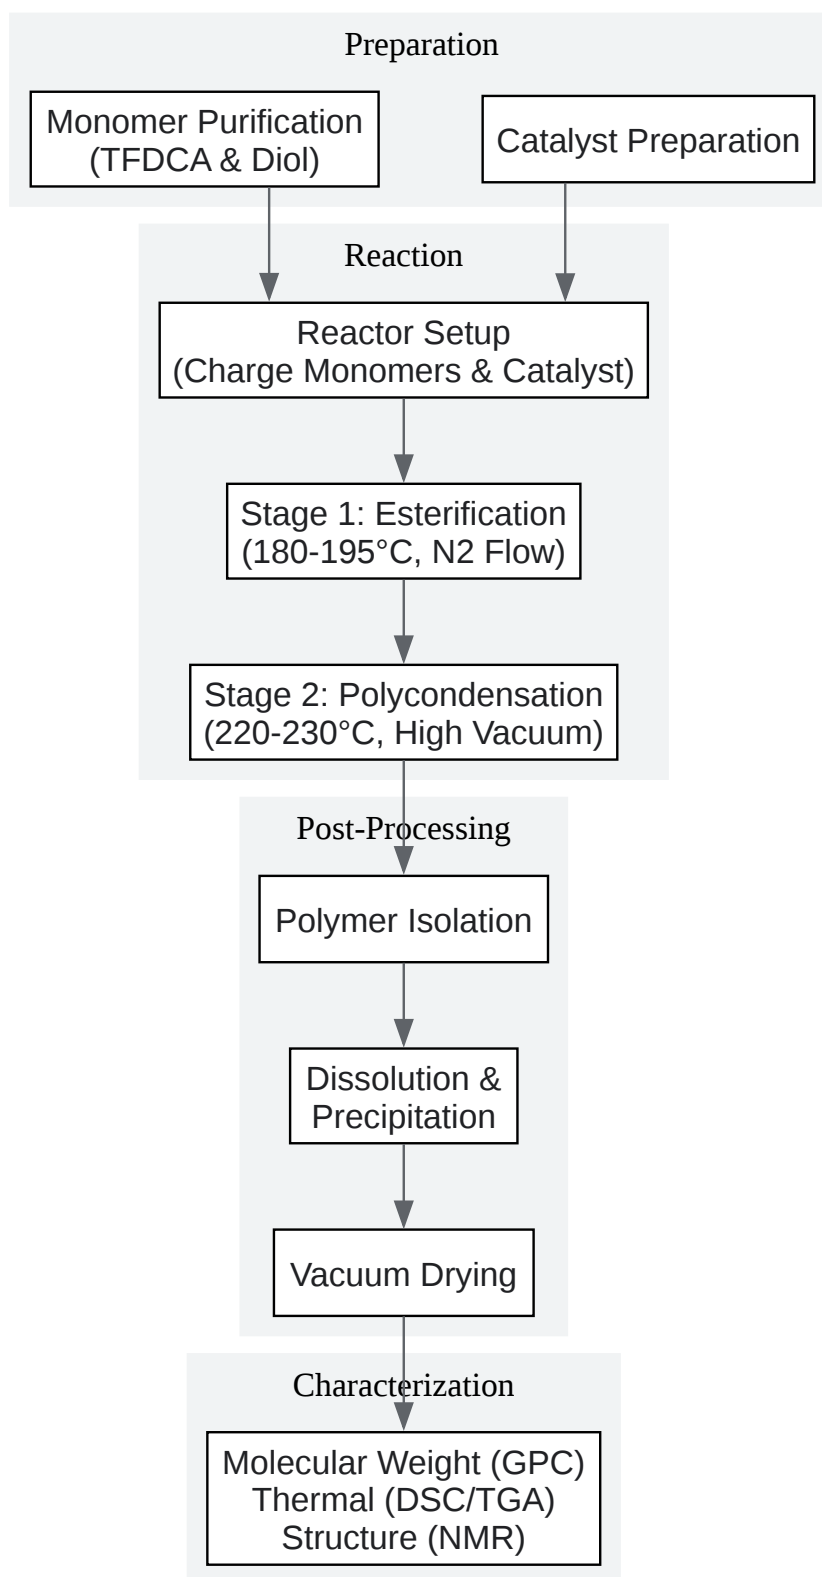 Preparation
Monomer Purification
(TFDCA & Diol)
Catalyst Preparation
Reaction
Reactor Setup
(Charge Monomers & Catalyst)
Stage 1: Esterification
(180-195°C, N2 Flow)
Stage 2: Polycondensation
(220-230°C, High Vacuum)
Post-Processing
Polymer Isolation
Dissolution &
Precipitation
Vacuum Drying
Characterization
Molecular Weight (GPC)
Thermal (DSC/TGA)
Structure (NMR)